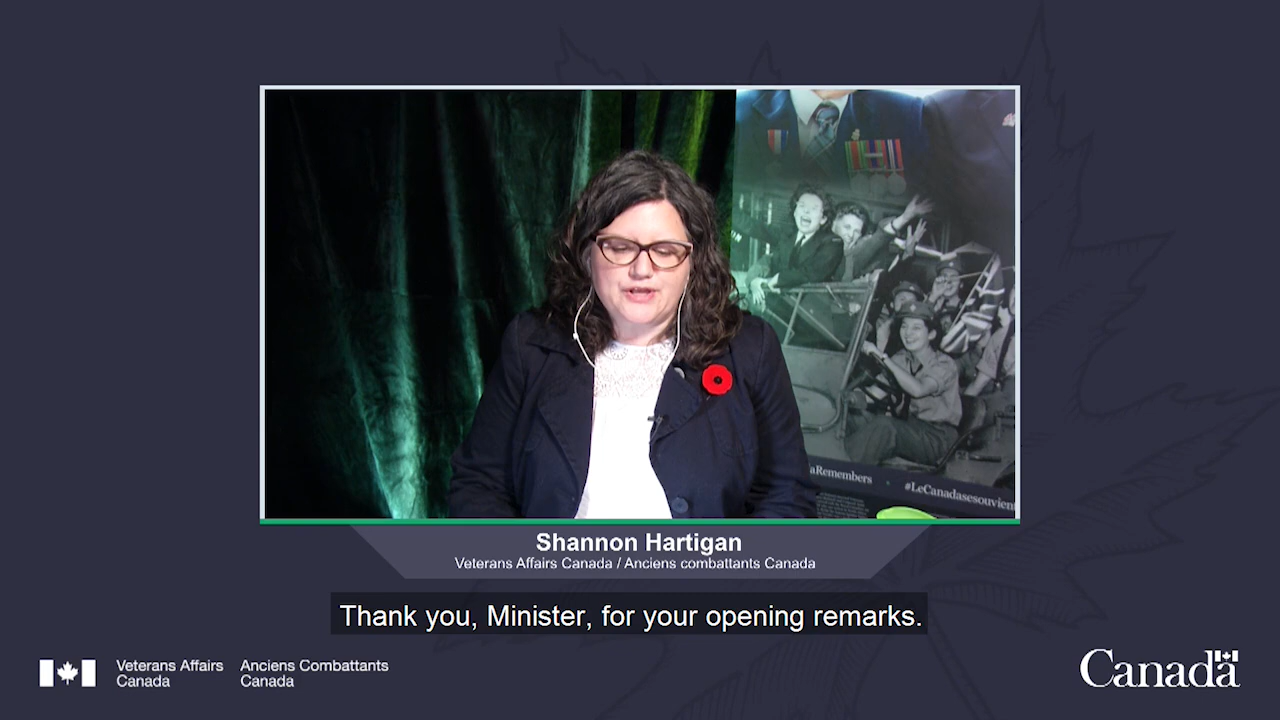 aRemembers
#LeCanadasesouvien
Shannon Hartigan
Veterans Affairs Canada / Anciens combattants Canada
Thank you, Minister, for your opening remarks.
Veterans Affairs Canada
Anciens Combattants Canada
Canada